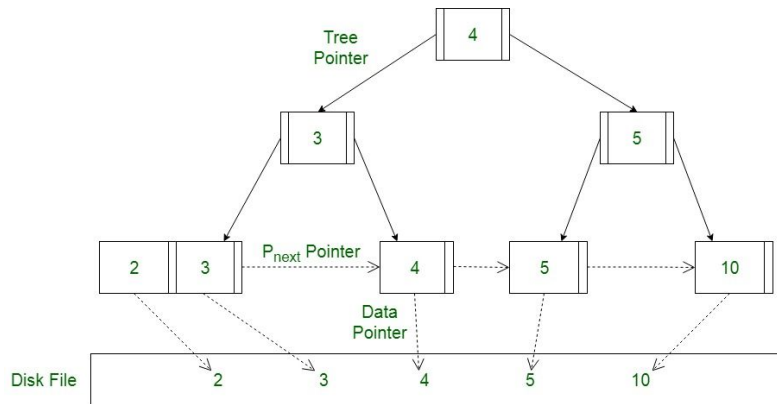 Tree
Pointer
4
3
5
2 3 Pnext Pointer 4 5 10
Data
Pointer
Disk File 2 3 4 5 10